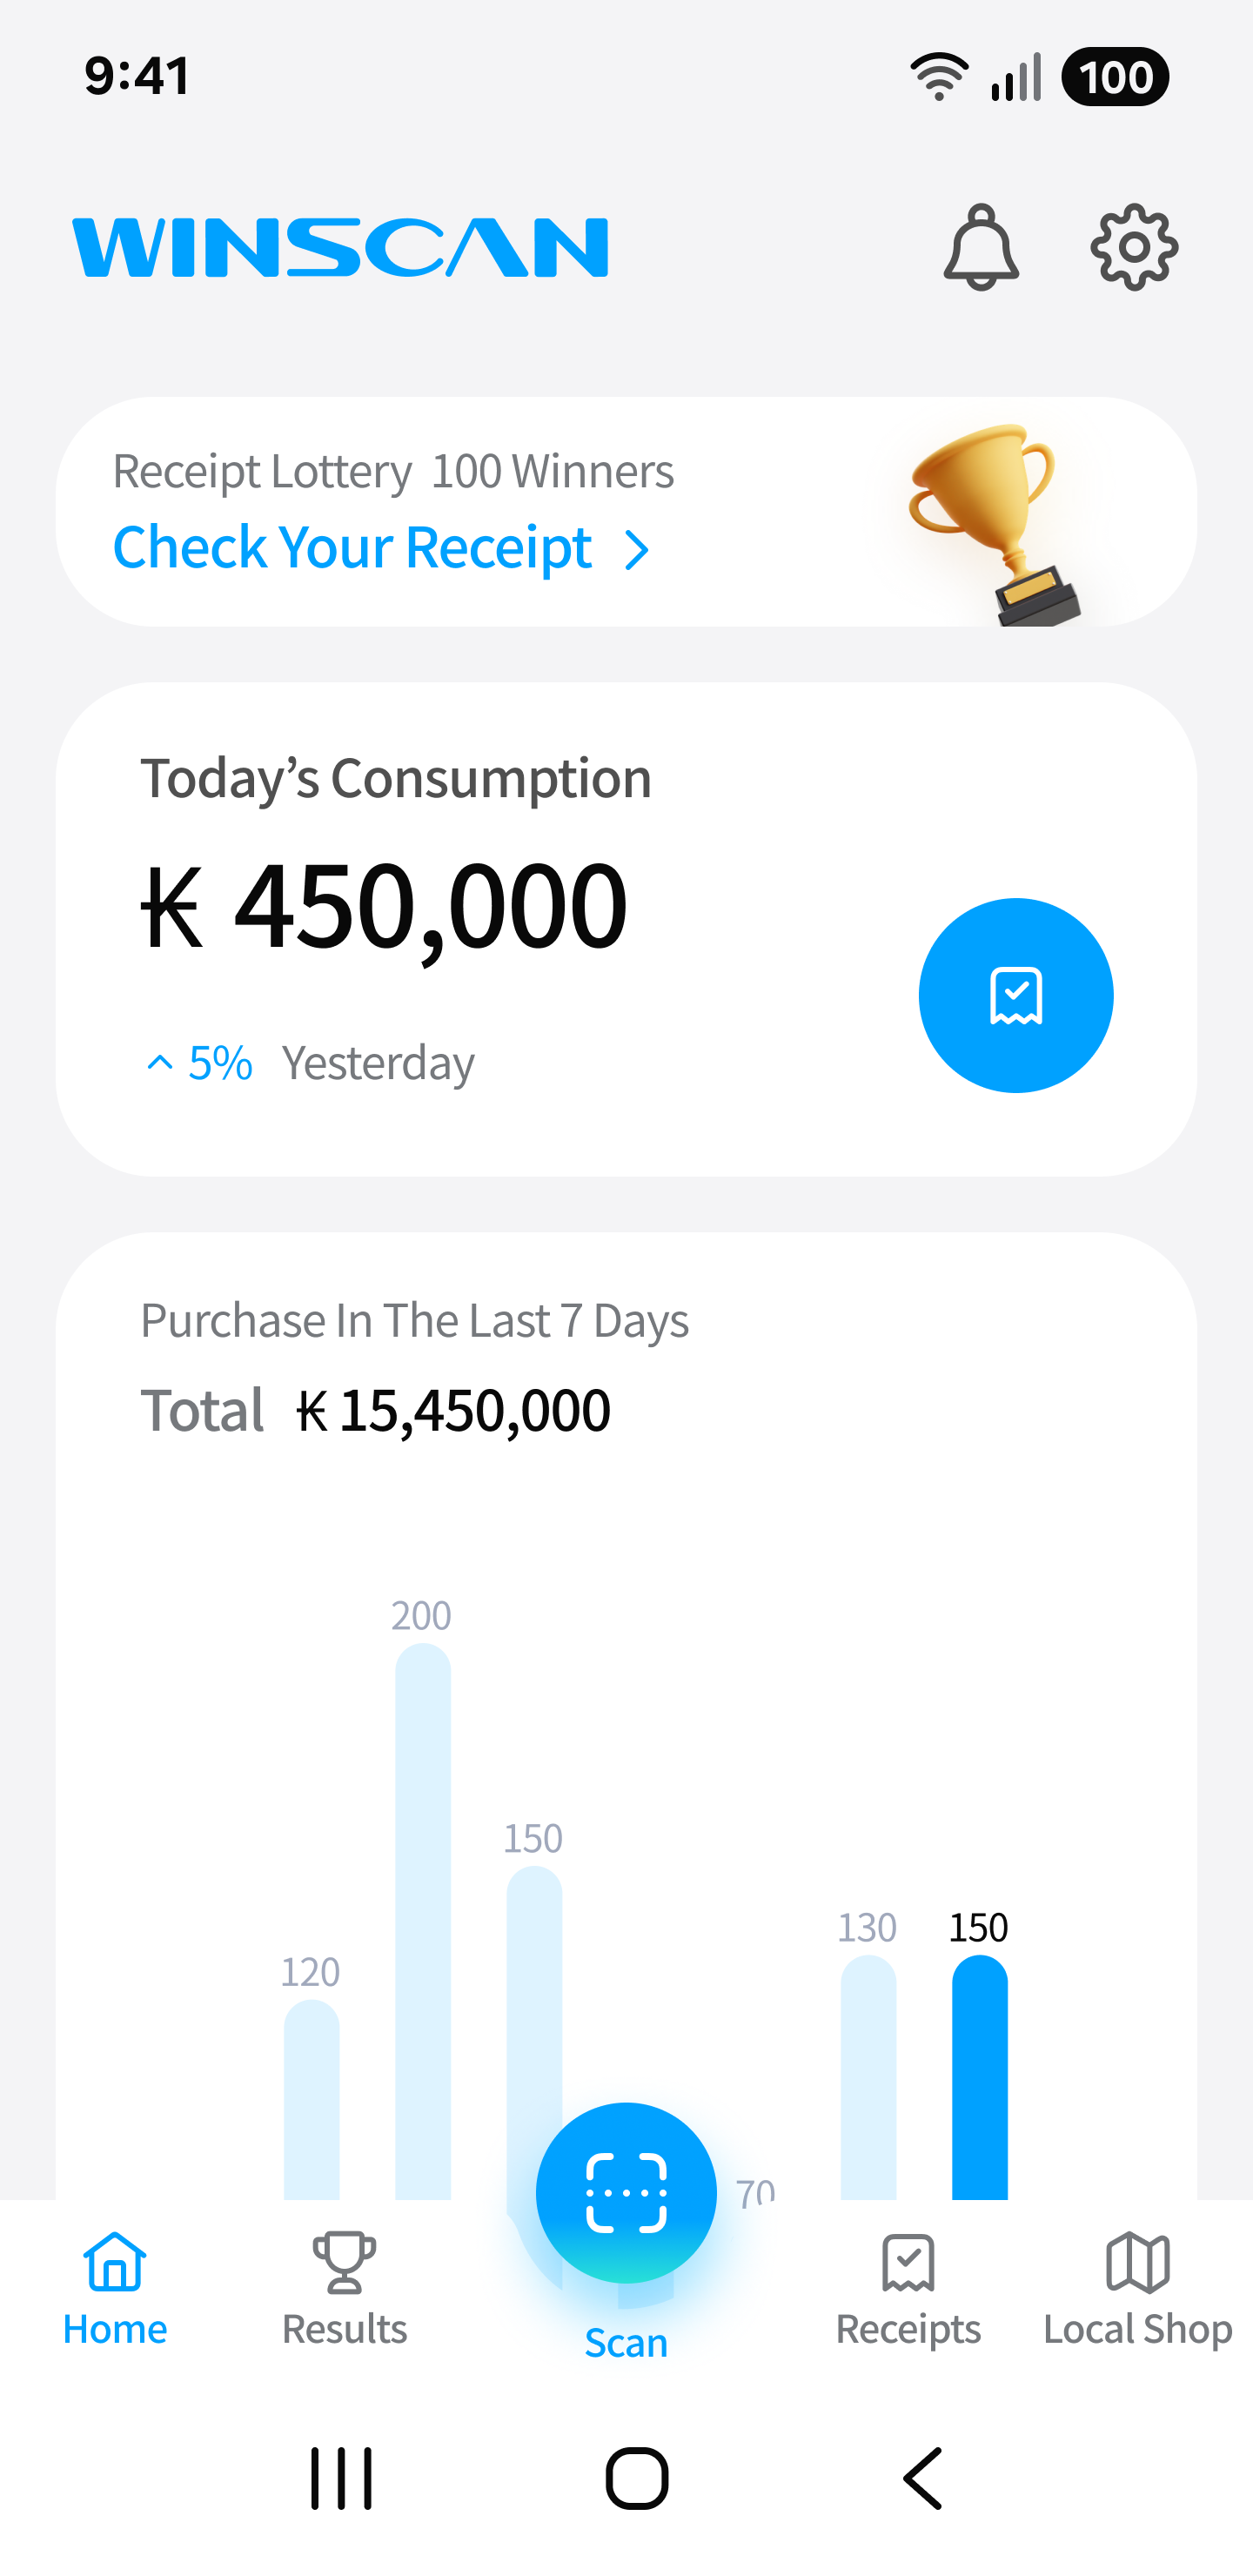 9:41
100
WINSCAN
Receipt Lottery 100 Winners
Check Your Receipt
Today’s Consumption
₭ 450,000
5% Yesterday
Purchase In The Last 7 Days
Total ₭ 15,450,000
200
150
130
150
120
70
Home
Results
Scan
Receipts
Local Shop